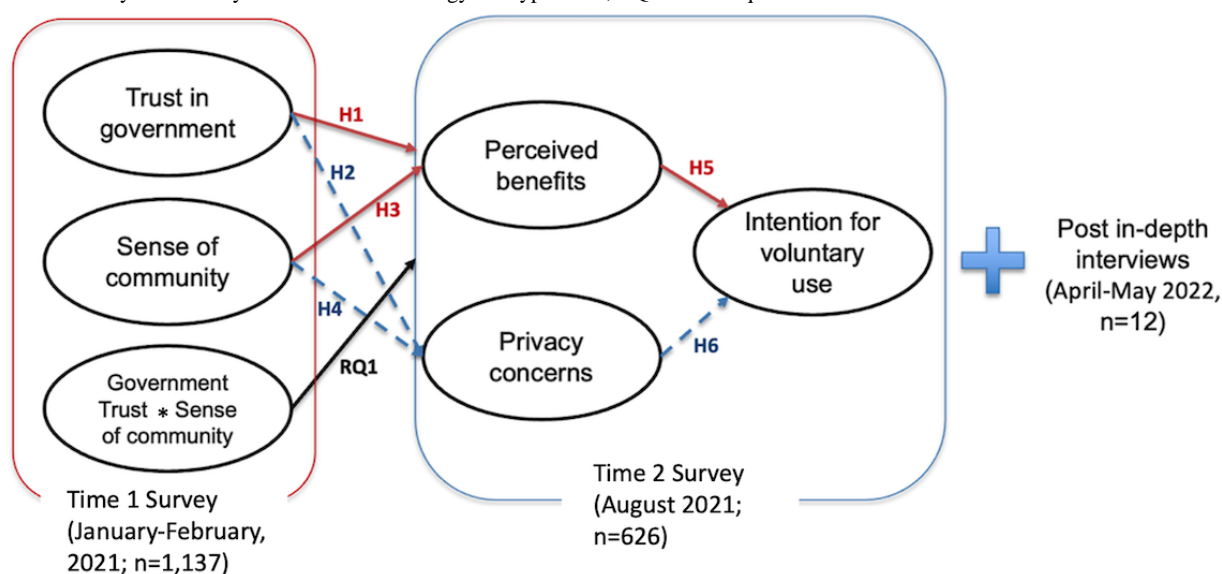 Trust in
government
Sense of
community
Government
Trust * Sense
of community
Time 1 Survey
(January-February,
2021; n=1,137)
H1
H2
H3
H4
RQ1
Perceived
benefits
Privacy
concerns
H5
H6
Intention for
voluntary
use
Time 2 Survey
(August 2021;
n=626)
Post in-depth
interviews
(April-May 2022,
n=12)